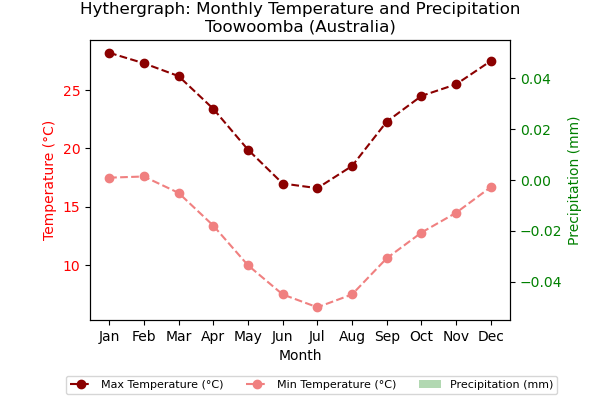 Hythergraph: Monthly Temperature and Precipitation
Toowoomba (Australia)
Temperature (°C)
25
20
15
10
0.04
0.02
0.00
−0.02
−0.04
Precipitation (mm)
Jan Feb Mar Apr May Jun Jul Aug Sep Oct Nov Dec
Month
Max Temperature (°C) Min Temperature (°C) Precipitation (mm)